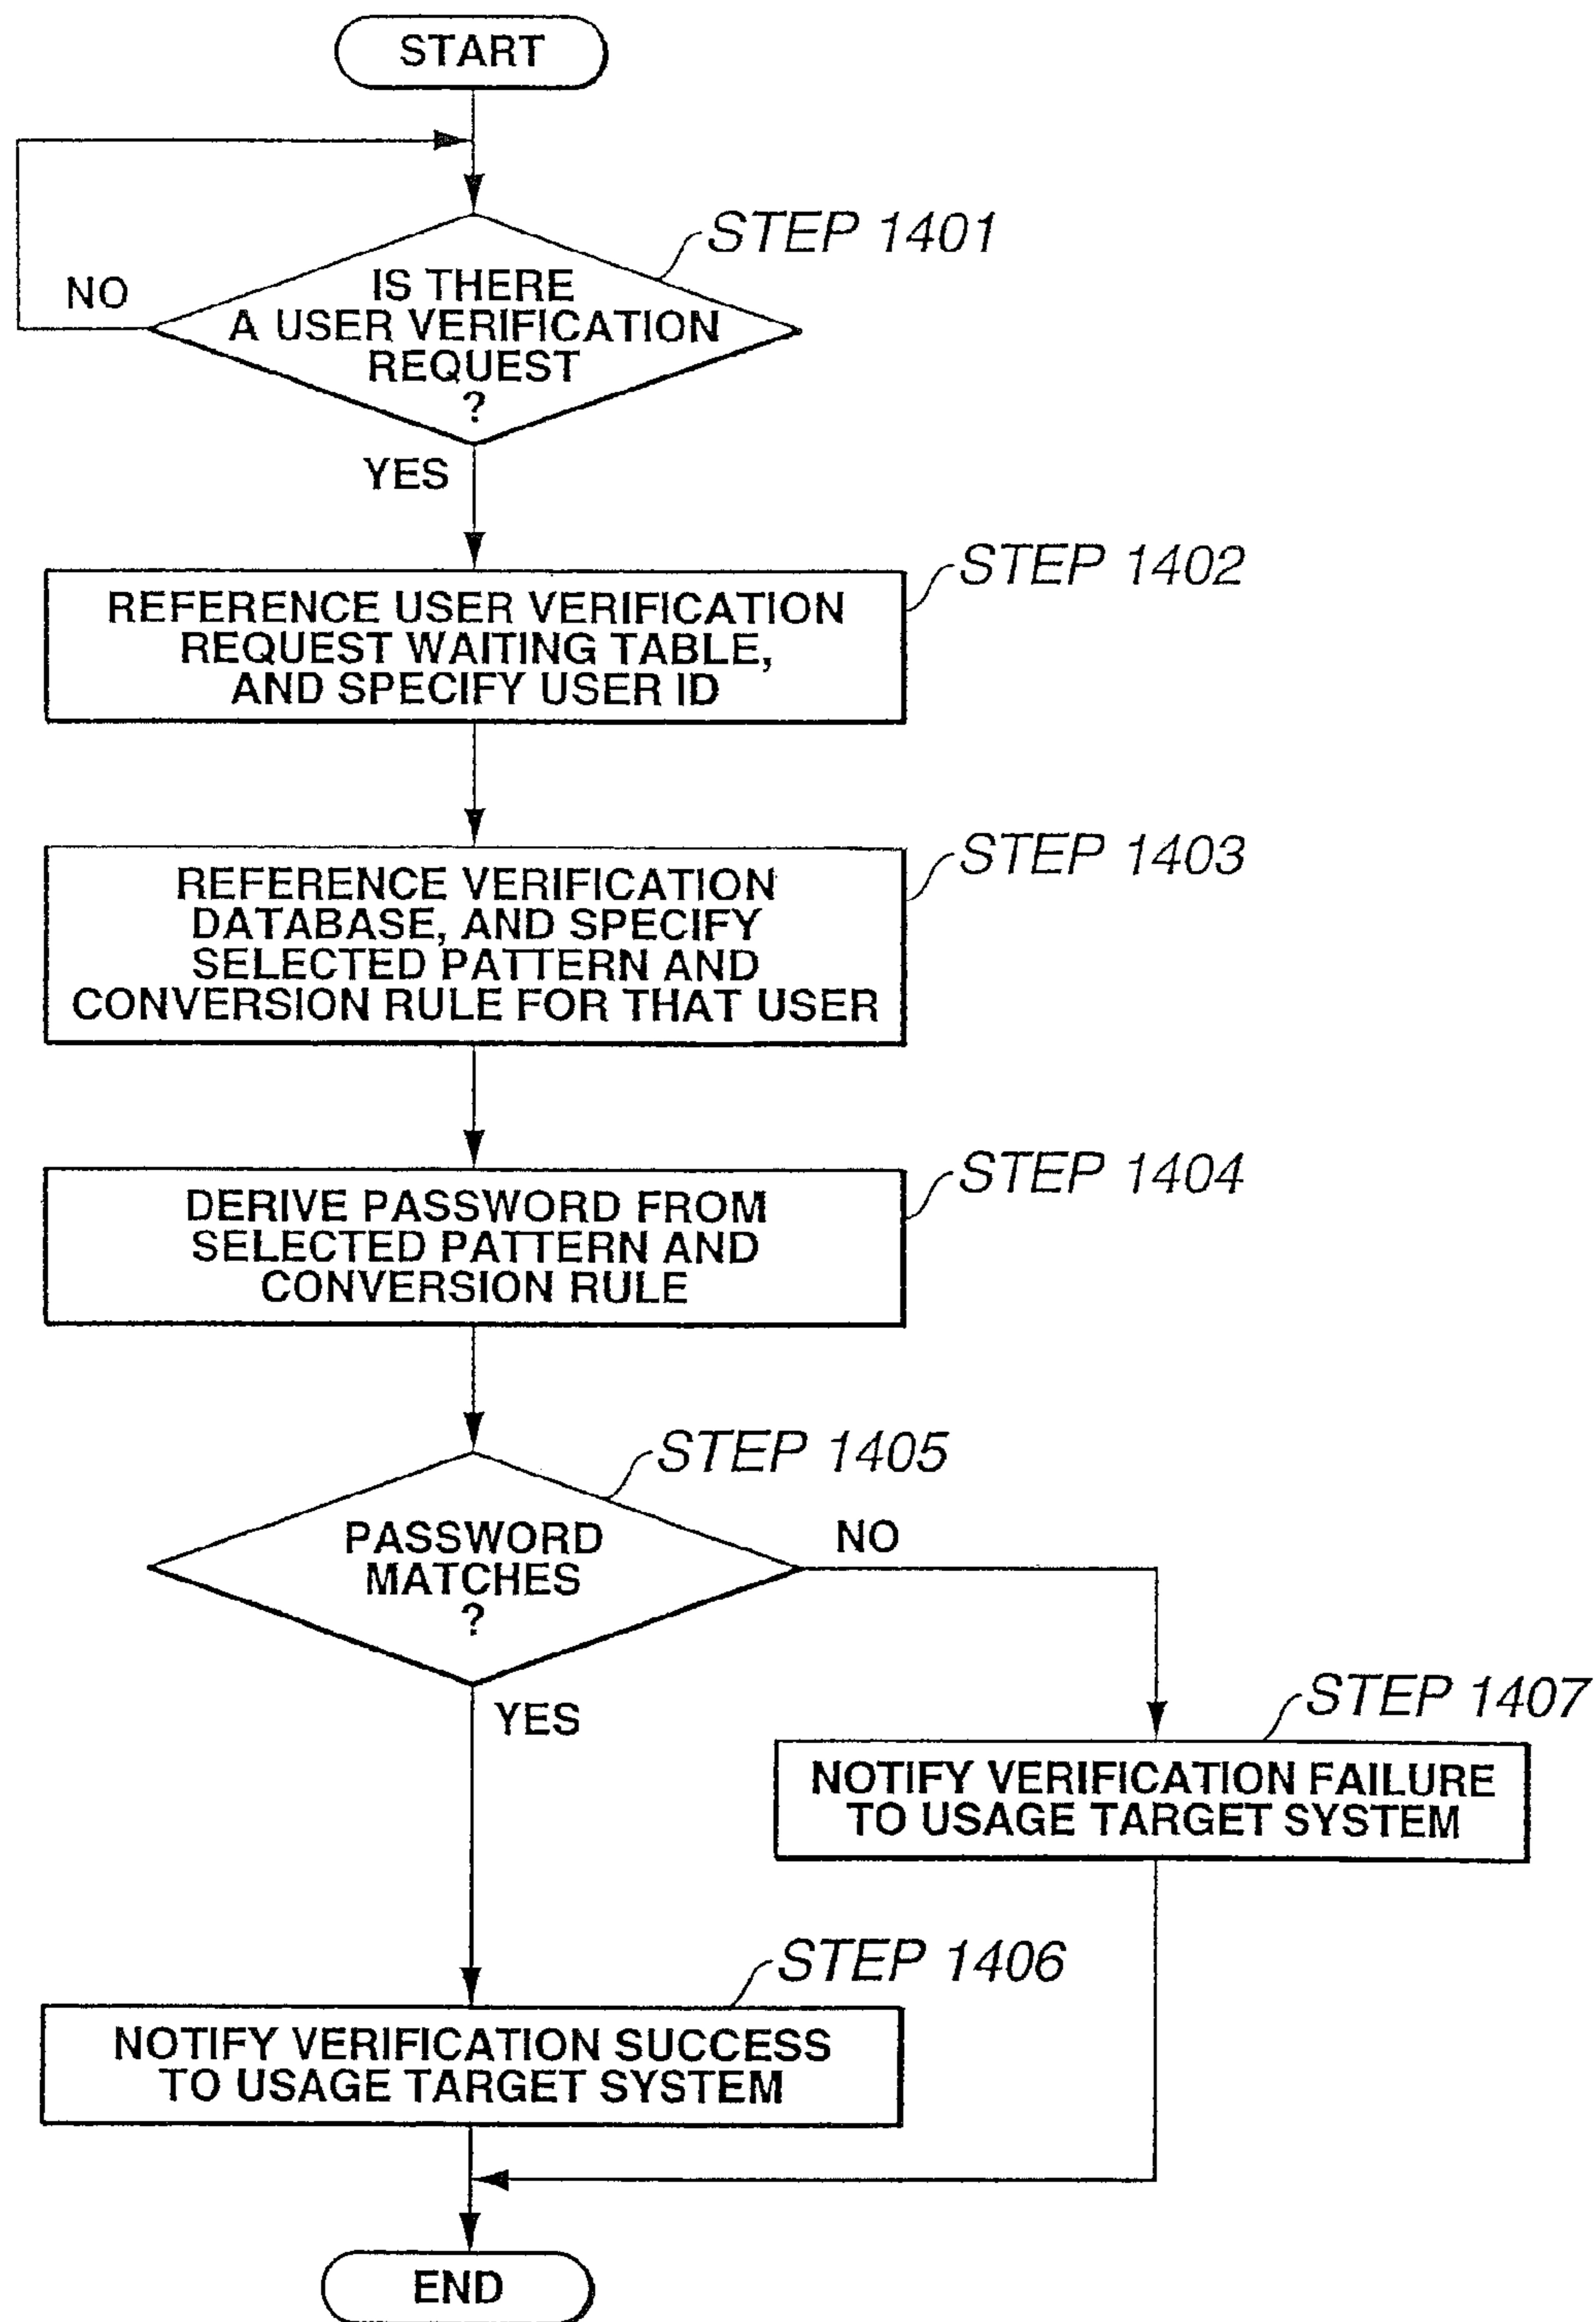 START
STEP 1401
NO
IS THERE
A USER VERIFICATION
REQUEST
?
YES
STEP 1402
REFERENCE USER VERIFICATION
REQUEST WAITING TABLE,
AND SPECIFY USER ID
STEP 1403
REFERENCE VERIFICATION
DATABASE, AND SPECIFY
SELECTED PATTERN AND
CONVERSION RULE FOR THAT USER
STEP 1404
DERIVE PASSWORD FROM
SELECTED PATTERN AND
CONVERSION RULE
STEP 1405
PASSWORD
MATCHES
?
NO
YES
STEP 1407
NOTIFY VERIFICATION FAILURE
TO USAGE TARGET SYSTEM
STEP 1406
NOTIFY VERIFICATION SUCCESS
TO USAGE TARGET SYSTEM
END